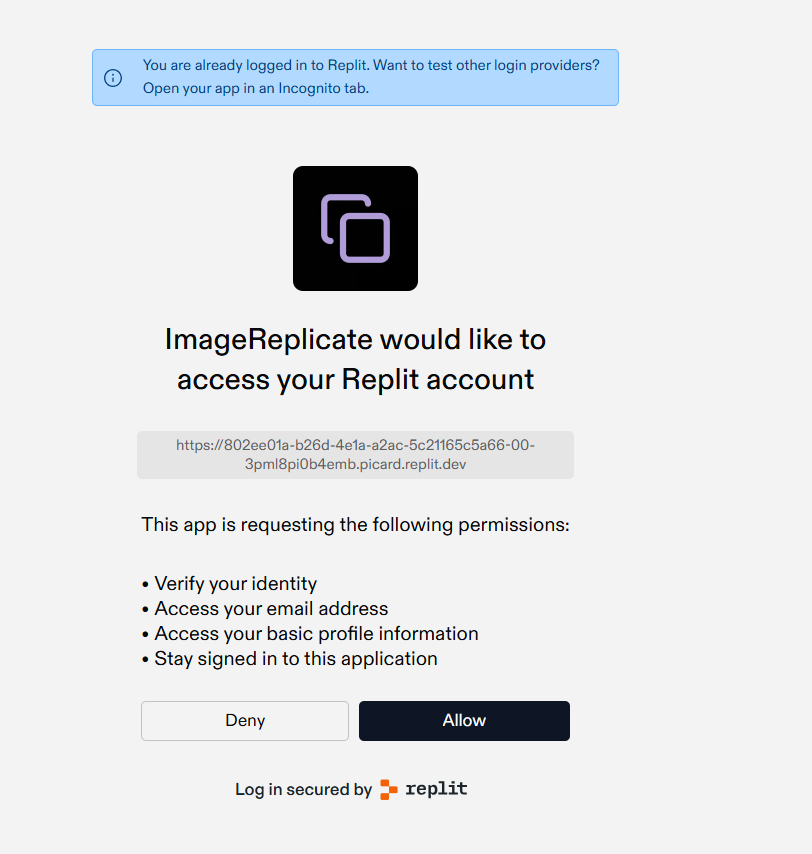 You are already logged in to Replit. Want to test other login providers?
Open your app in an Incognito tab.
ImageReplicate would like to
access your Replit account
https://802ee01a-b26d-4e1a-a2ac-5c21165c5a66-00-
3pml8pi0b4emb.picard.replit.dev
This app is requesting the following permissions:
• Verify your identity
• Access your email address
• Access your basic profile information
• Stay signed in to this application
Deny
Allow
Log in secured by replit